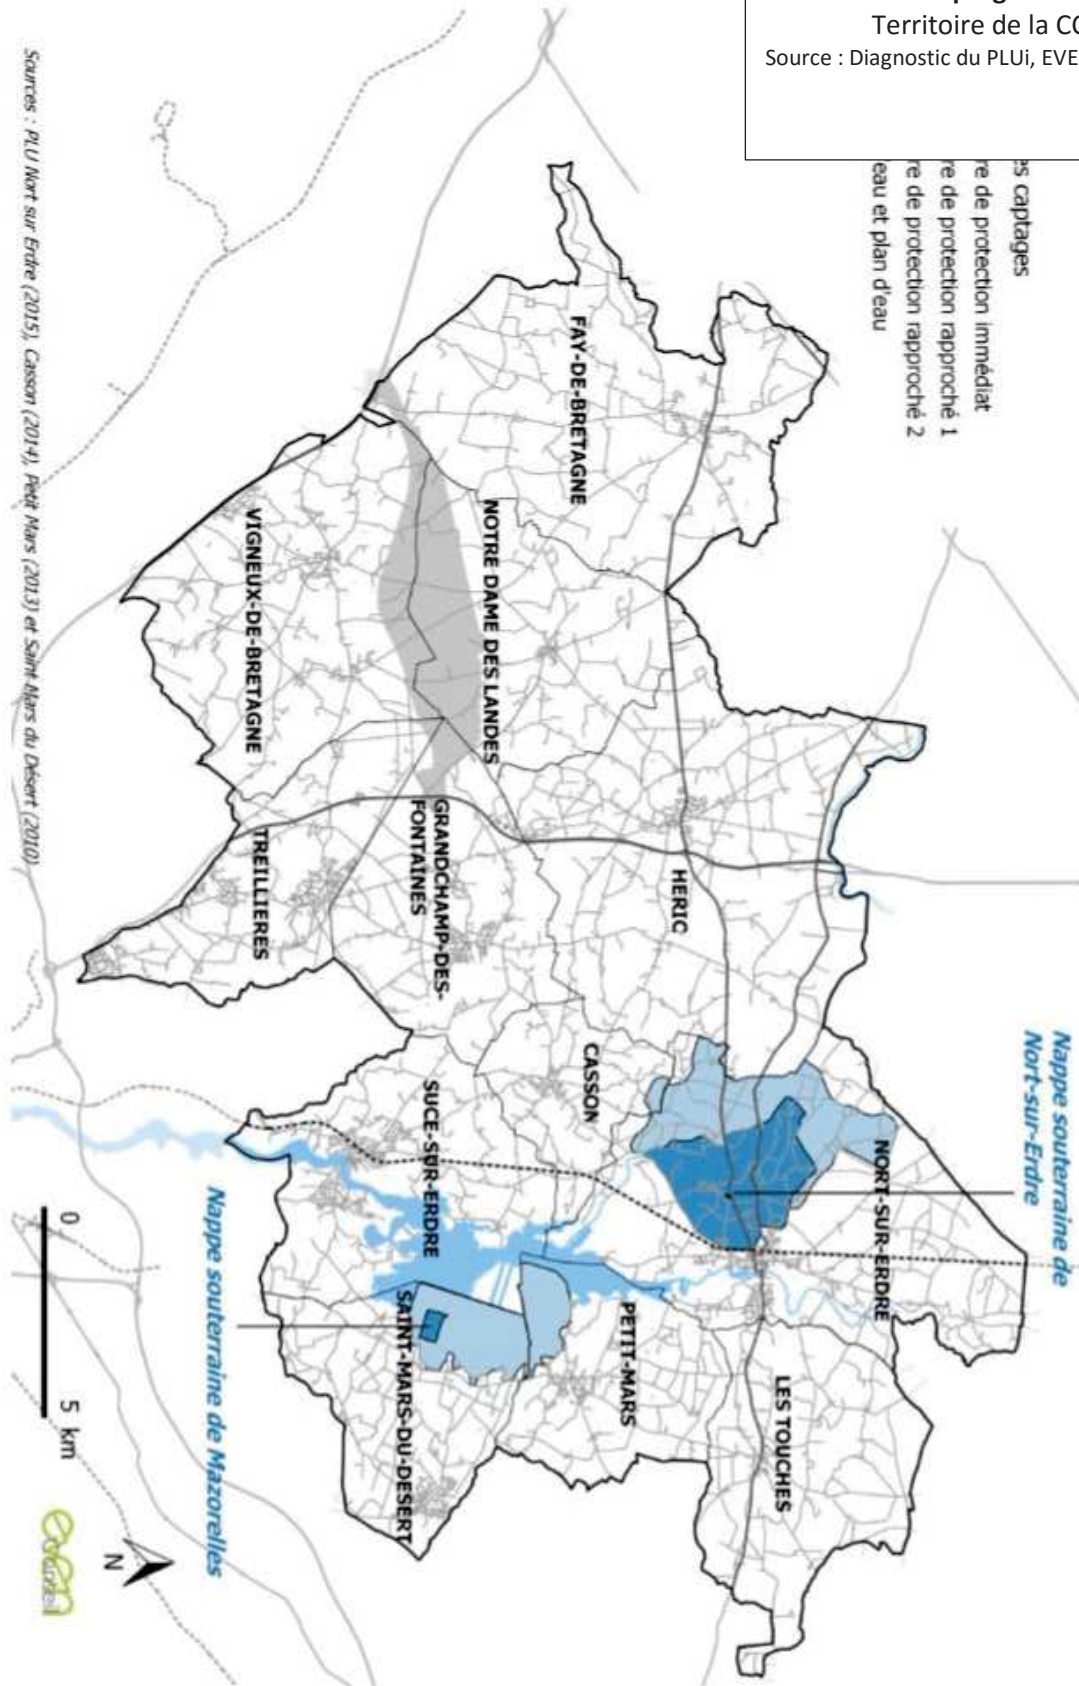 Territoire de la CC
Source : Diagnostic du PLUi, EVE
es captages
re de protection immédiat
re de protection rapproché 1
re de protection rapproché 2
eau et plan d'eau
FAY-DE-BRETAGNE
NOTRE DAME DES LANDES
VIGNEUX-DE-BRETAGNE
HERIC
GRANDCHAMP-DES-
FONTAINES
TREILLIERES
CASSON
SUCE-SUR-ERDRE
NORT-SUR-ERDRE
Nappe souterraine de
Nort-sur-Erdre
PETIT-MARS
LES TOUCHES
SAINT-MARS-DU-DESERT
Nappe souterraine de Mazorelles
0 5 km
N
even
conseil
Sources : PLU Nort sur Erdre (2015), Casson (2014), Petit Mars (2013) et Saint Mars du Désert (2010)